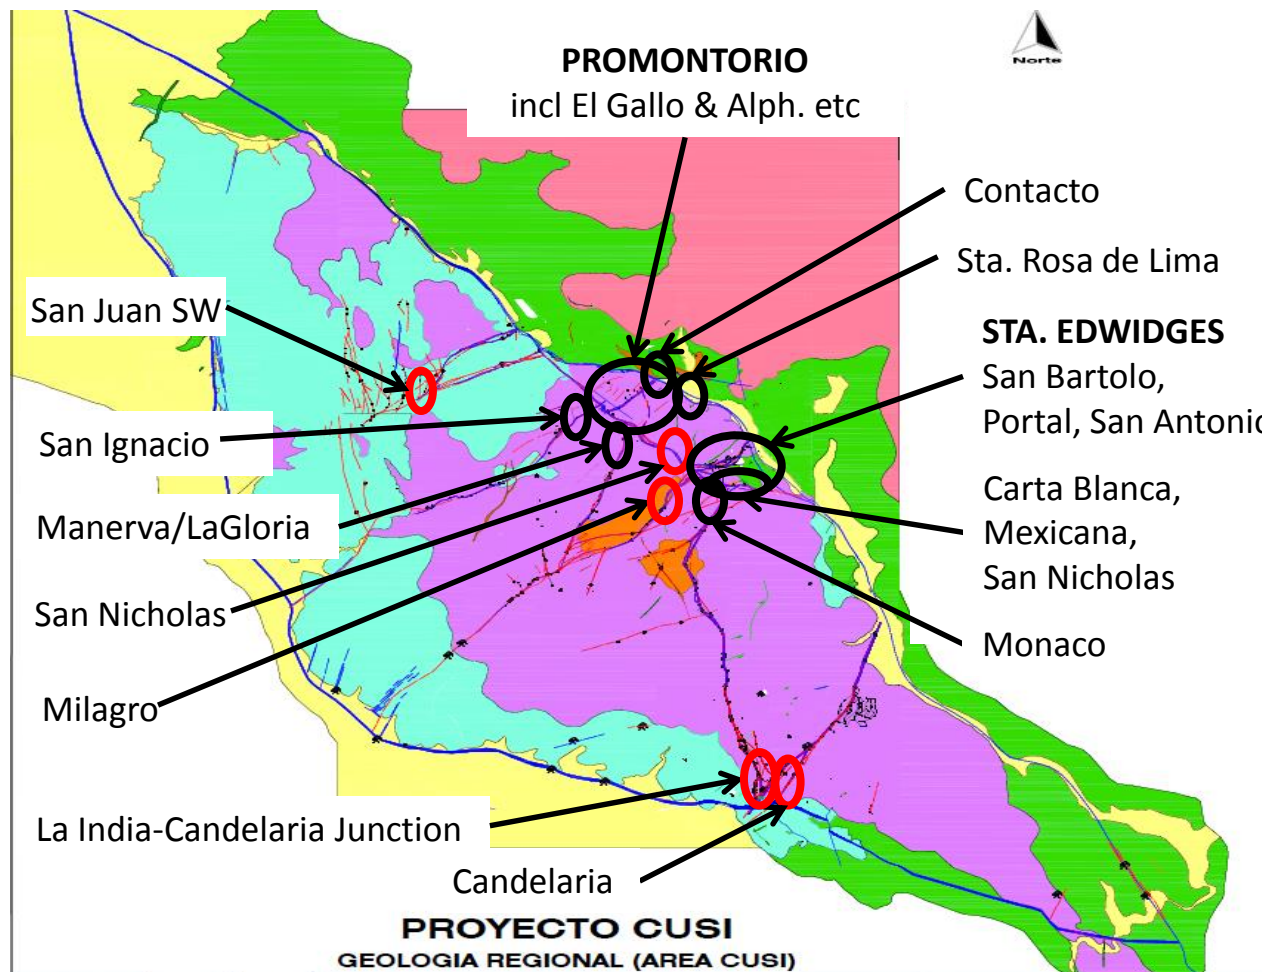 PROMONTORIO
incl El Gallo & Alph. etc
Norte
Contacto
Sta. Rosa de Lima
San Juan SW
STA. EDWIDGES
San Bartolo,
Portal, San Antonio
San Ignacio
Carta Blanca,
Mexicana,
San Nicholas
Manerva/LaGloria
San Nicholas
Monaco
Milagro
La India-Candelaria Junction
Candelaria
PROYECTO CUSI
GEOLOGIA REGIONAL (AREA CUSI)